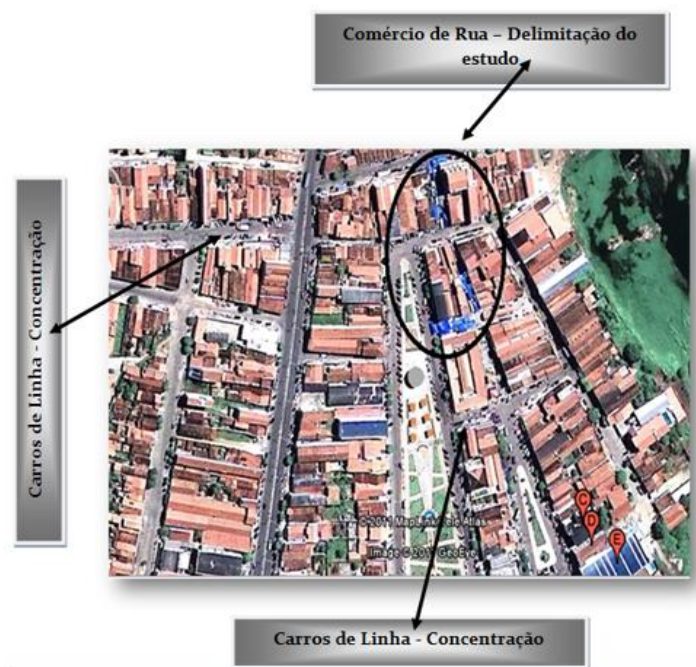 Comércio de Rua – Delimitação do
estudo
Carros de Linha - Concentração
C
D
E
© 2011 MapLink/Tele Atlas
Image © 2011 GeoEye
Carros de Linha - Concentração